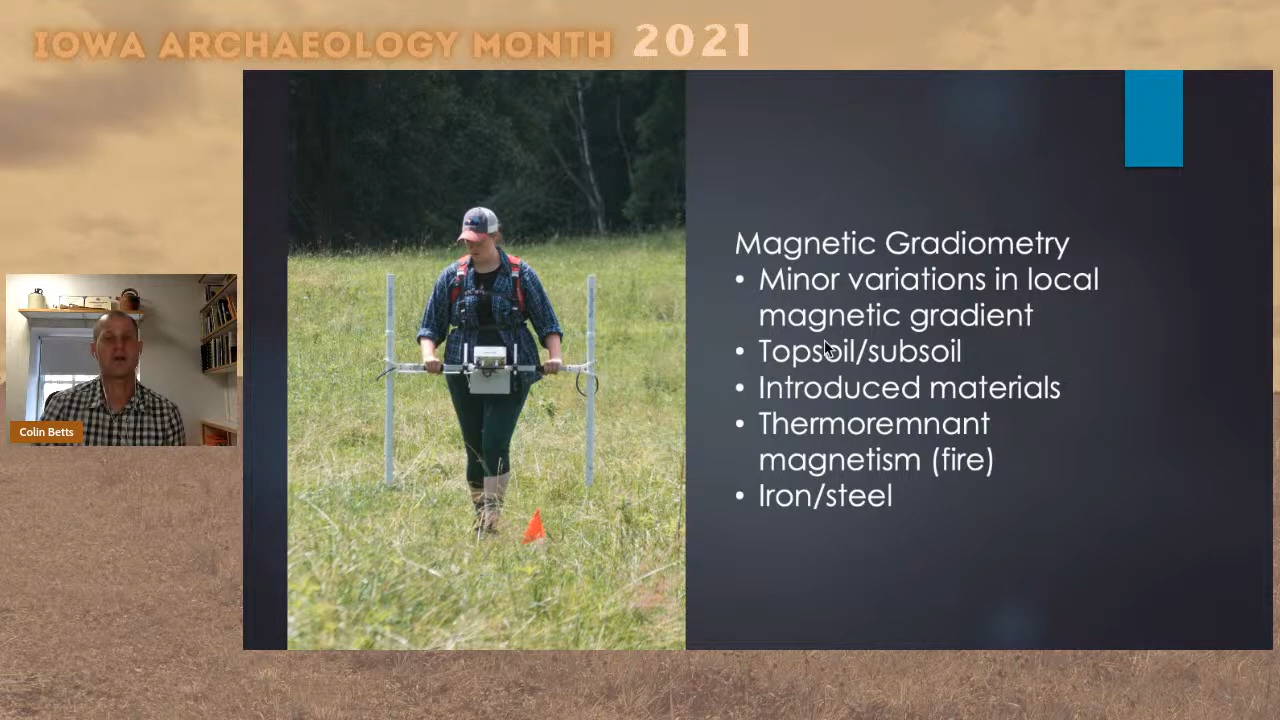 IOWA ARCHAEOLOGY MONTH 2021
Magnetic Gradiometry
• Minor variations in local
magnetic gradient
• Topsoil/subsoil
• Introduced materials
• Thermoremnant
magnetism (fire)
• Iron/steel
Colin Betts